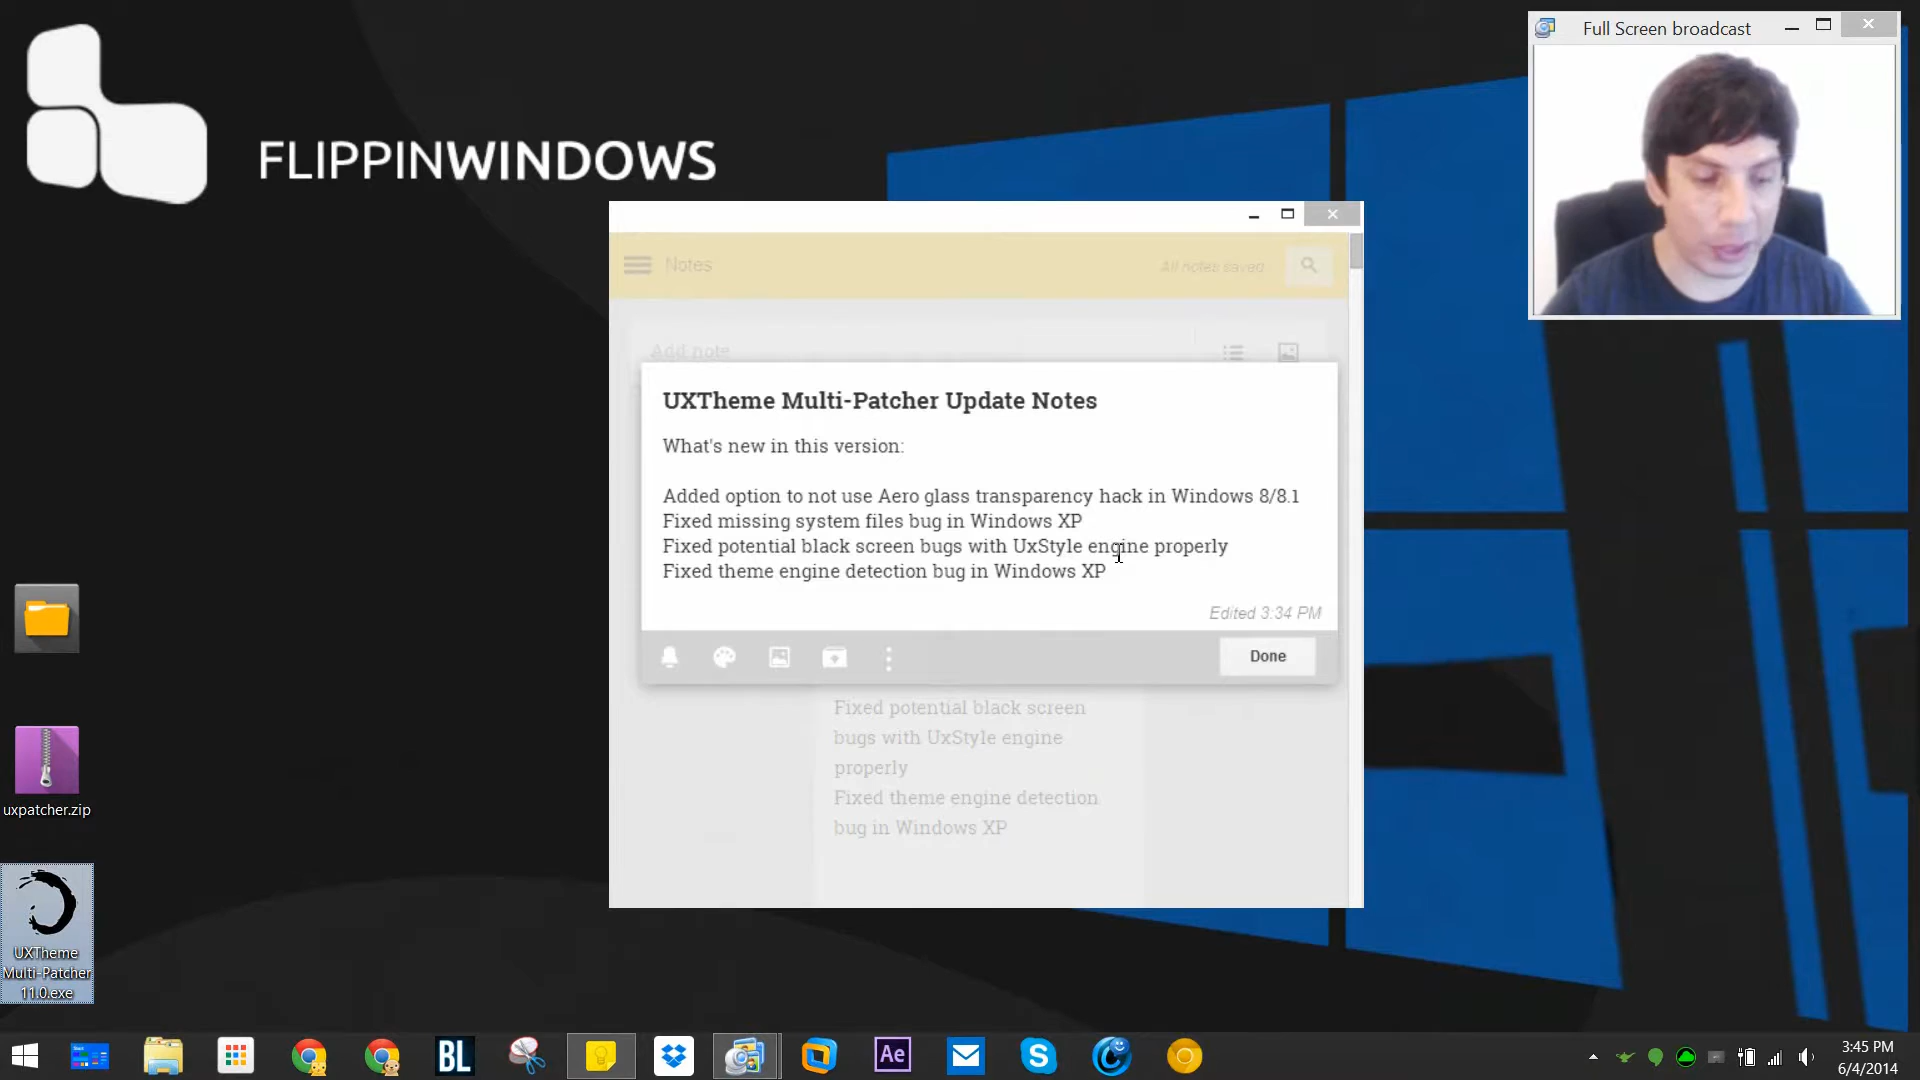 FLIPPINWINDOWS
Full Screen broadcast
Notes
All notes saved
Add note
UXTheme Multi-Patcher Update Notes
What's new in this version:
Added option to not use Aero glass transparency hack in Windows 8/8.1
Fixed missing system files bug in Windows XP
Fixed potential black screen bugs with UxStyle engine properly
Fixed theme engine detection bug in Windows XP
Edited 3:34 PM
Done
Fixed potential black screen
bugs with UxStyle engine
properly
Fixed theme engine detection
bug in Windows XP
uxpatcher.zip
UXTheme
Multi-Patcher
11.0.exe
BL
Ae
3:45 PM
6/4/2014